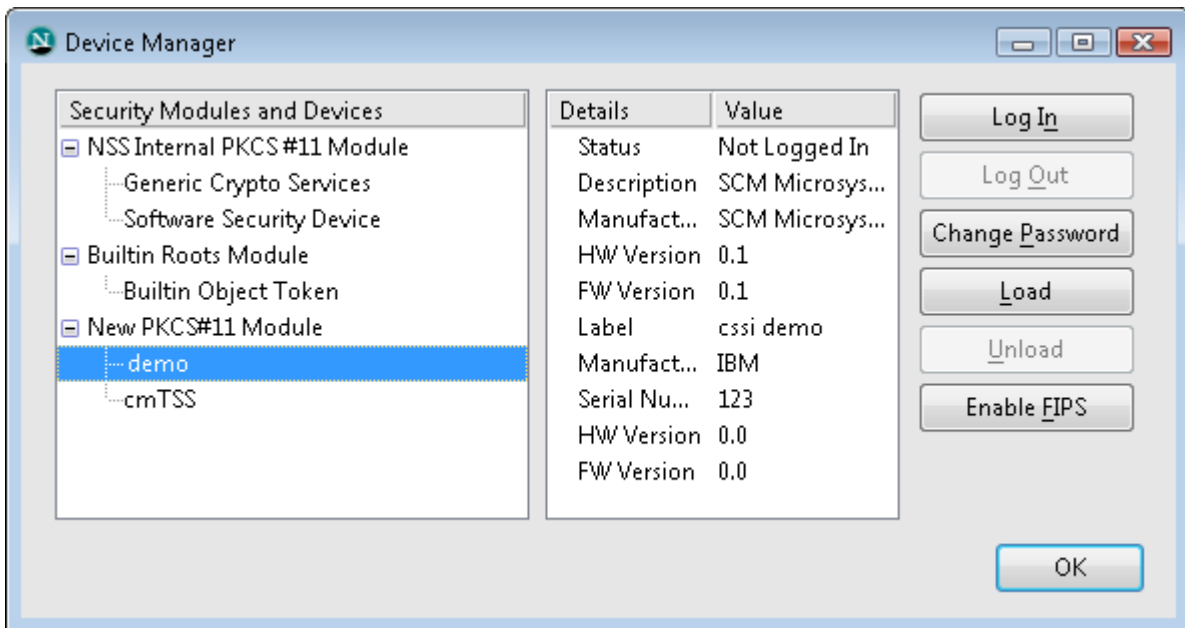 N Device Manager
Security Modules and Devices
NSS Internal PKCS #11 Module
Generic Crypto Services
Software Security Device
Builtin Roots Module
Builtin Object Token
New PKCS#11 Module
demo
cmTSS
Details Value
Status Not Logged In
Description SCM Microsys...
Manufact... SCM Microsys...
HW Version 0.1
FW Version 0.1
Label cssi demo
Manufact... IBM
Serial Nu... 123
HW Version 0.0
FW Version 0.0
Log In
Log Out
Change Password
Load
Unload
Enable FIPS
OK